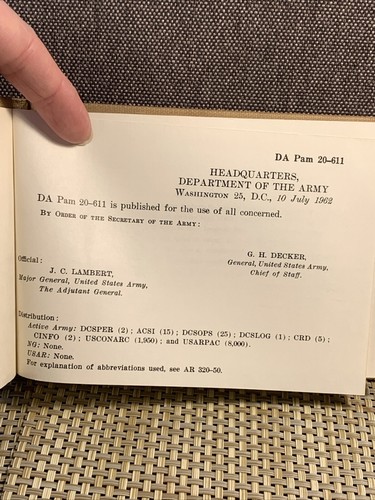 DA Pam 20-611
HEADQUARTERS,
DEPARTMENT OF THE ARMY
WASHINGTON 25, D.C., 10 July 1962
DA Pam 20-611 is published for the use of all concerned.
BY ORDER OF THE SECRETARY OF THE ARMY:
G. H. DECKER,
General, United States Army,
Chief of Staff.
Official:
J. C. LAMBERT,
Major General, United States Army,
The Adjutant General.
Distribution:
Active Army: DCSPER (2); ACSI (15); DCSOPS (25); DCSLOG (1); CRD (5);
CINFO (2); USCONARC (1,950); and USARPAC (8,000).
NG: None.
USAR: None.
For explanation of abbreviations used, see AR 320-50.